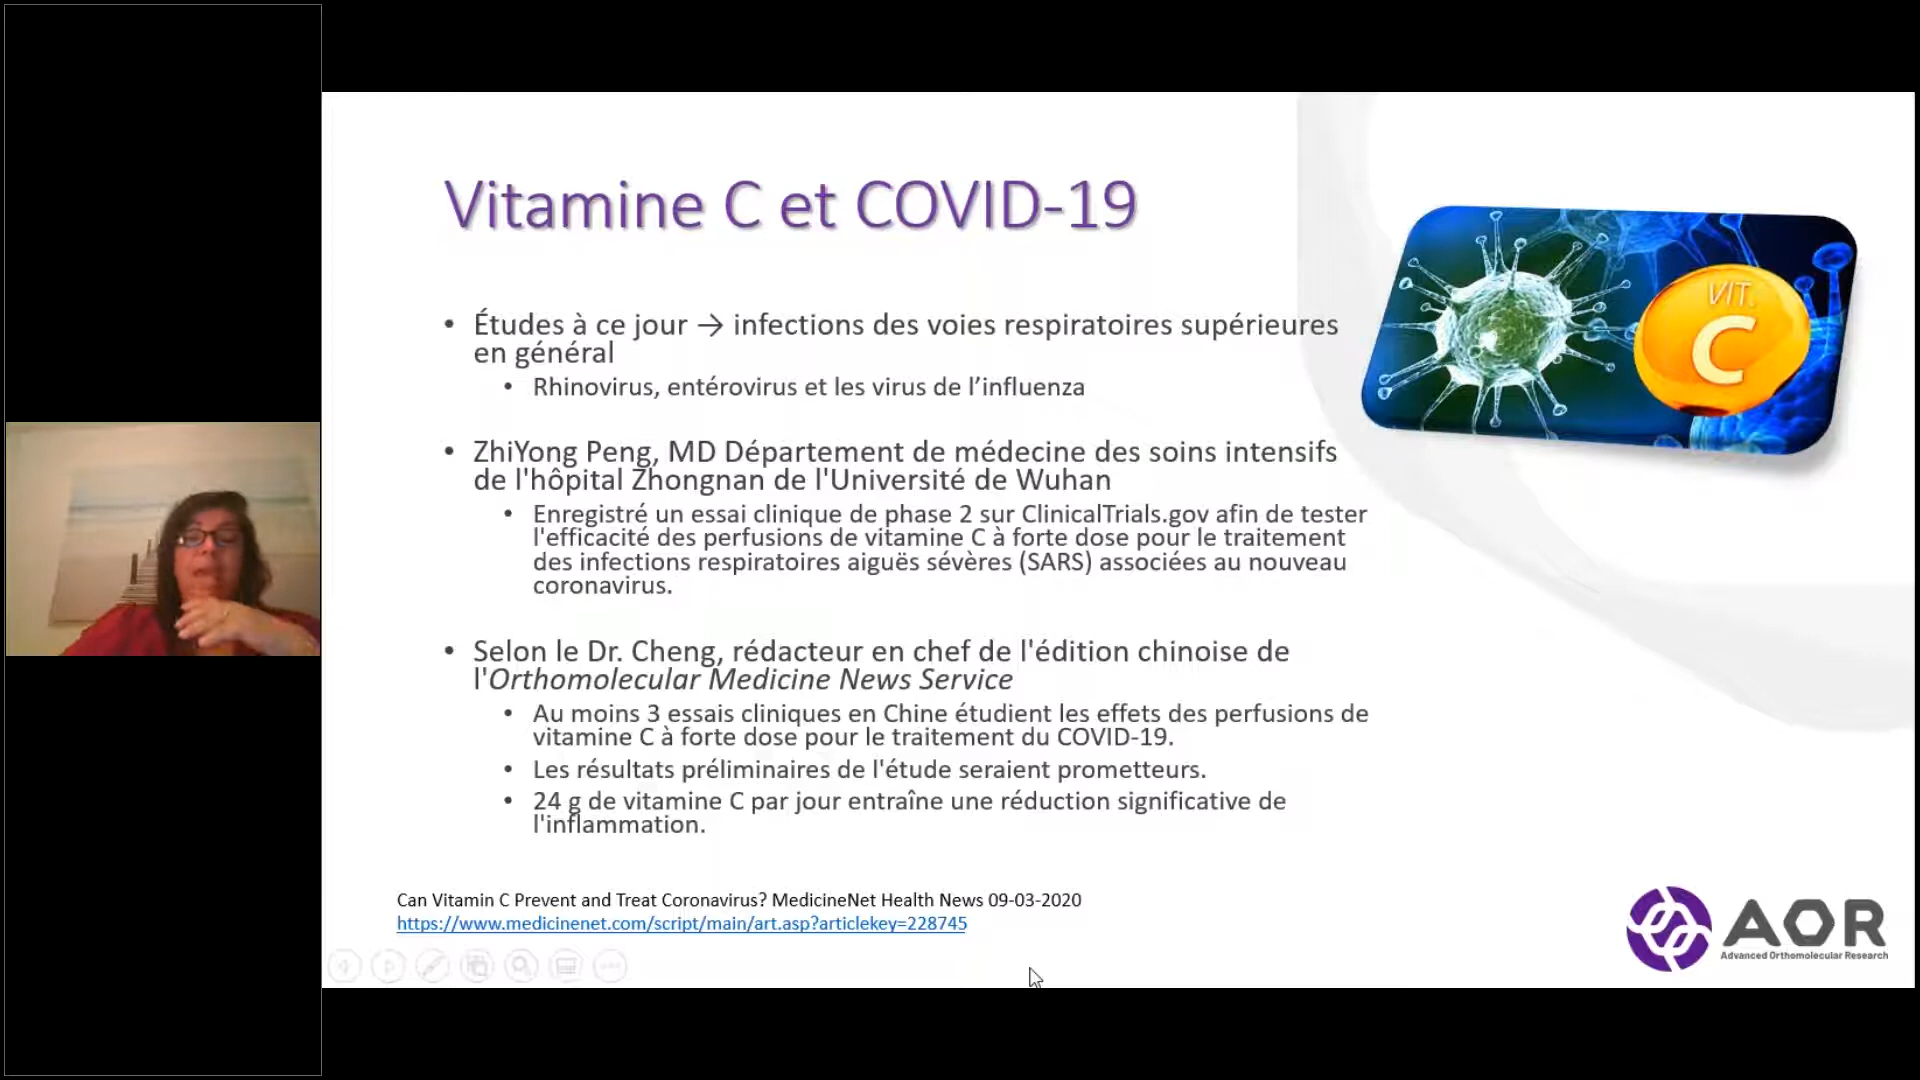 Vitamine C et COVID-19
VIT.
C
• Études à ce jour → infections des voies respiratoires supérieures
en général
• Rhinovirus, entérovirus et les virus de l’influenza
• ZhiYong Peng, MD Département de médecine des soins intensifs
de l'hôpital Zhongnan de l'Université de Wuhan
• Enregistré un essai clinique de phase 2 sur ClinicalTrials.gov afin de tester
l'efficacité des perfusions de vitamine C à forte dose pour le traitement
des infections respiratoires aiguës sévères (SARS) associées au nouveau
coronavirus.
• Selon le Dr. Cheng, rédacteur en chef de l'édition chinoise de
l'Orthomolecular Medicine News Service
• Au moins 3 essais cliniques en Chine étudient les effets des perfusions de
vitamine C à forte dose pour le traitement du COVID-19.
• Les résultats préliminaires de l'étude seraient prometteurs.
• 24 g de vitamine C par jour entraîne une réduction significative de
l'inflammation.
Can Vitamin C Prevent and Treat Coronavirus? MedicineNet Health News 09-03-2020
https://www.medicinenet.com/script/main/art.asp?articlekey=228745
AOR
Advanced Orthomolecular Research